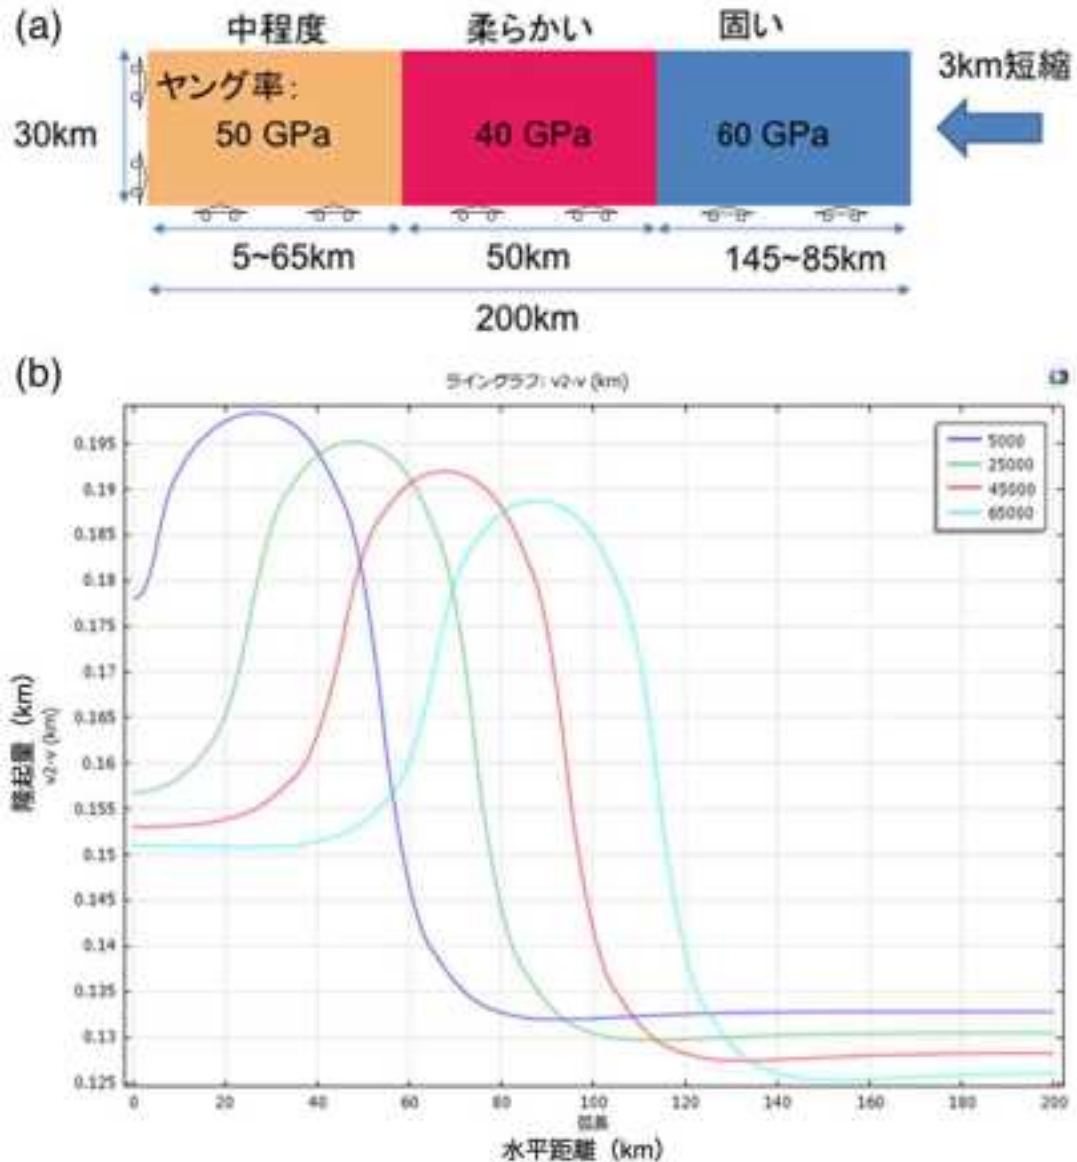 (a)
中程度 柔らかい 固い
3km短縮
ヤング率:
30km
50 GPa 40 GPa 60 GPa
5~65km 50km 145~85km
200km
(b)
ライングラフ: v2-v (km)
5000
25000
45000
65000
0.195
0.19
0.185
0.18
0.175
0.17
0.165
0.16
0.155
0.15
0.145
0.14
0.135
0.13
0.125
隆起量 (km)
v2-v (km)
0 20 40 60 80 100 120 140 160 180 200
弧長
水平距離 (km)